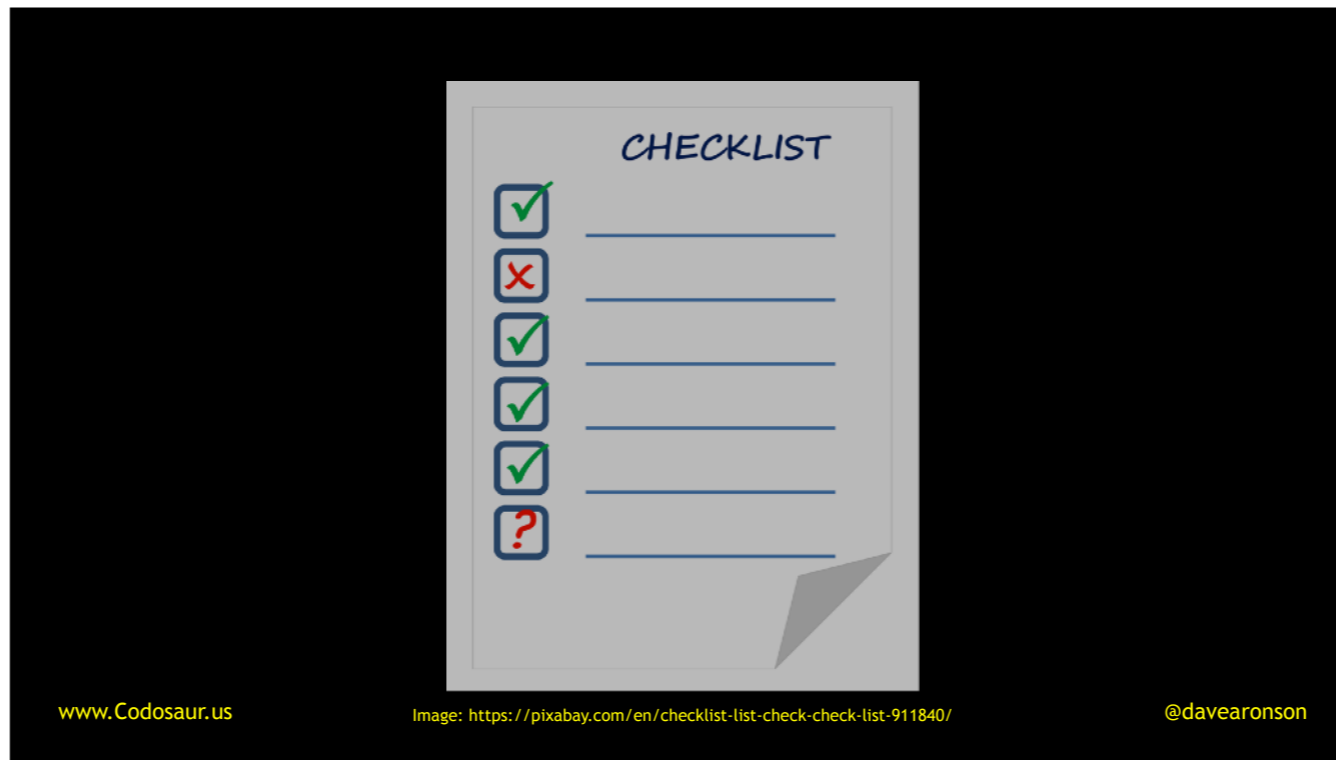 CHECKLIST
?
www.Codosaur.us
Image: https://pixabay.com/en/checklist-list-check-check-list-911840/
@davearonson